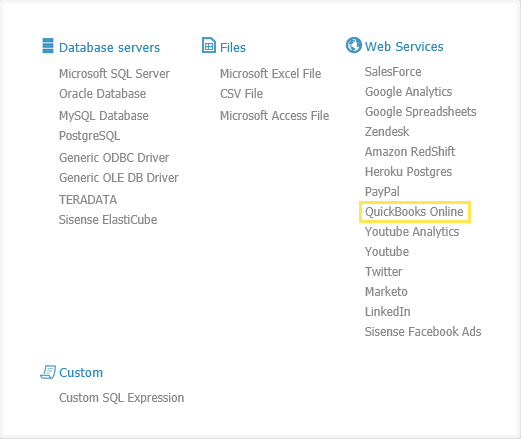 Database servers
Microsoft SQL Server
Oracle Database
MySQL Database
PostgreSQL
Generic ODBC Driver
Generic OLE DB Driver
TERADATA
Sisense ElastiCube
Files
Microsoft Excel File
CSV File
Microsoft Access File
Web Services
SalesForce
Google Analytics
Google Spreadsheets
Zendesk
Amazon RedShift
Heroku Postgres
PayPal
QuickBooks Online
Youtube Analytics
Youtube
Twitter
Marketo
LinkedIn
Sisense Facebook Ads
Custom
Custom SQL Expression